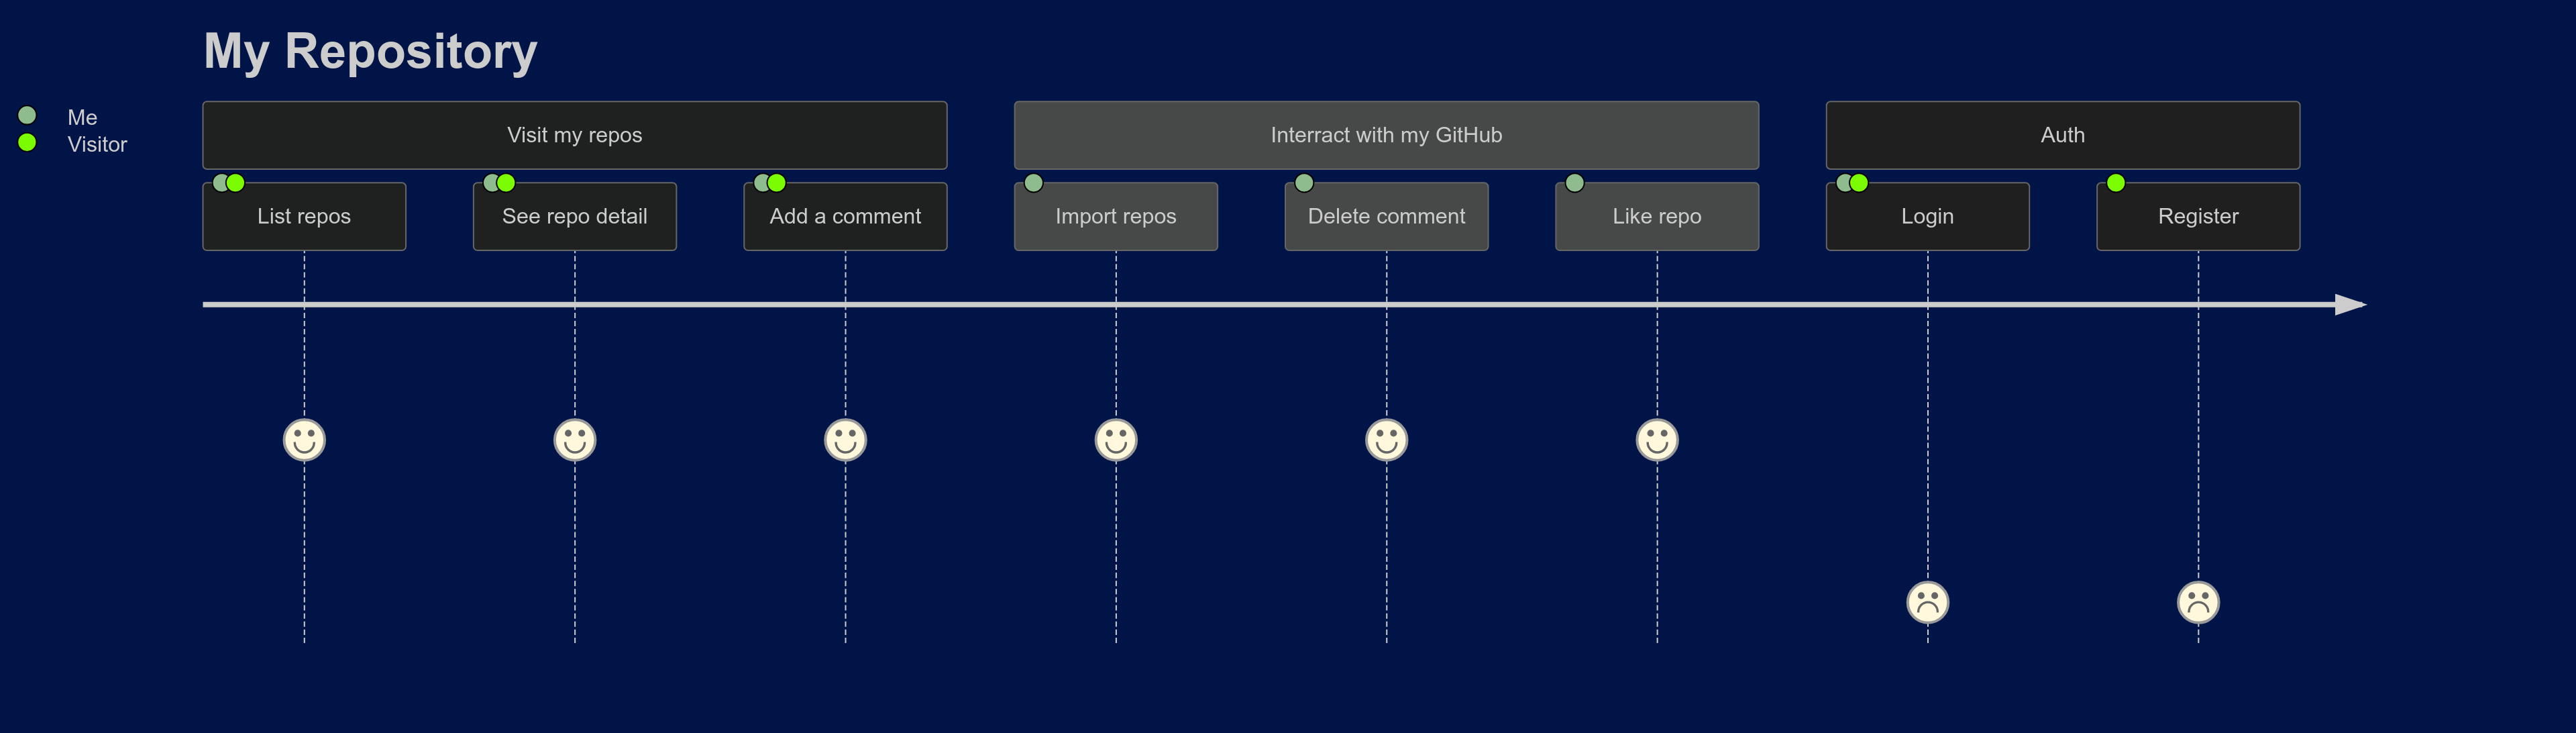 My Repository
Me
Visitor
Visit my repos
Interract with my GitHub
Auth
List repos
See repo detail
Add a comment
Import repos
Delete comment
Like repo
Login
Register